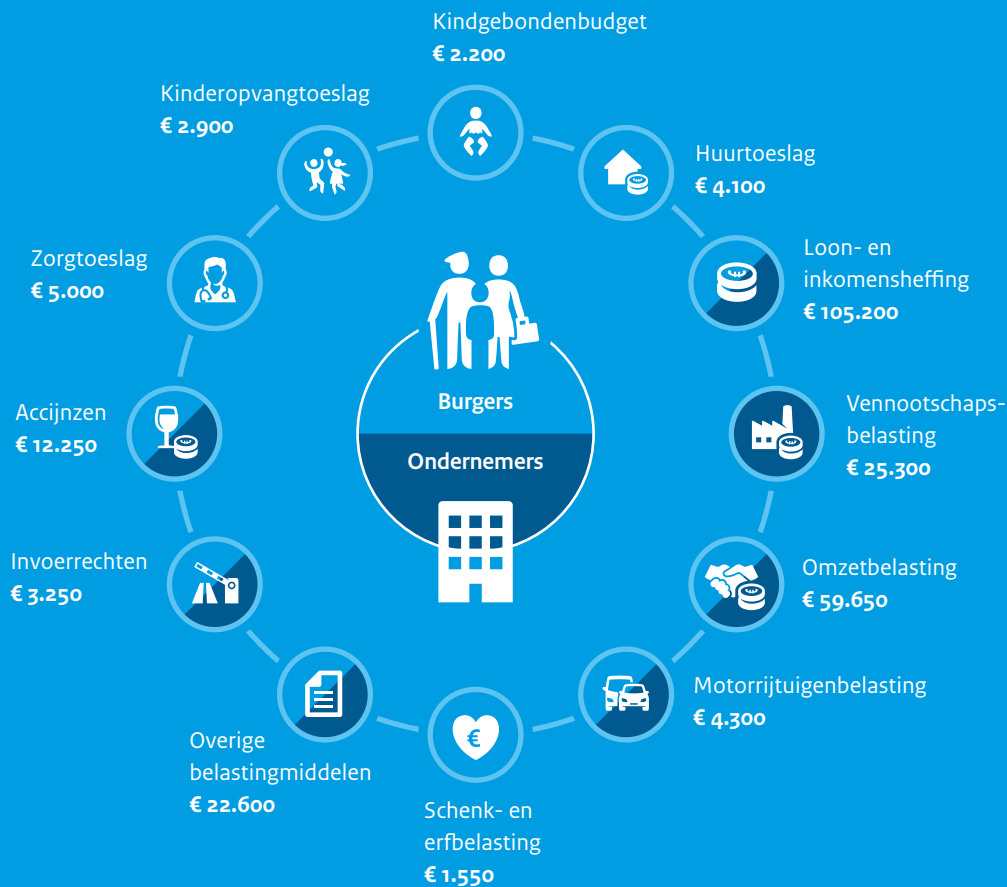 Kindgebondenbudget
€ 2.200
Kinderopvangtoeslag
€ 2.900
Huurtoeslag
€ 4.100
Zorgtoeslag
€ 5.000
Loon- en
inkomensheffing
€ 105.200
Accijnzen
€ 12.250
Burgers
Ondernemers
Vennootschaps-
belasting
€ 25.300
Invoerrechten
€ 3.250
Omzetbelasting
€ 59.650
Overige
belastingmiddelen
€ 22.600
€
Schenk- en
erfbelasting
€ 1.550
Motorrijtuigenbelasting
€ 4.300